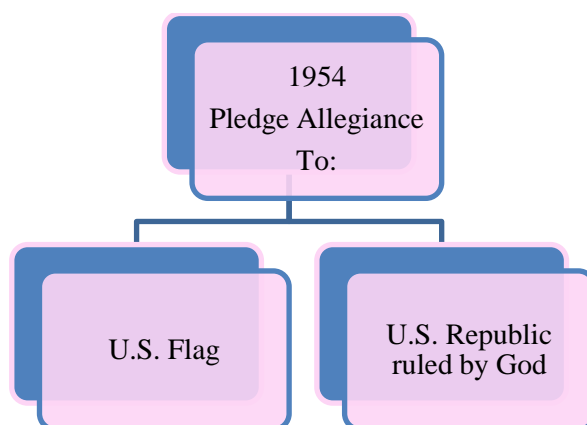 1954
Pledge Allegiance
To:
U.S. Flag
U.S. Republic
ruled by God